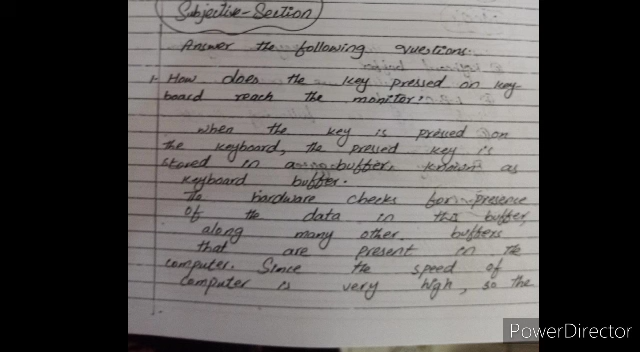 Subjective-Section
Answer the following questions.
1- How does the key pressed on key-
board reach the monitor?
When the key is pressed on
the keyboard, the pressed key is
stored in a buffer known as
keyboard buffer.
The hardware checks for presence
of the data in this buffer,
along many other buffers
that are present in the
computer. Since the speed of
computer is very high, so the
PowerDirector